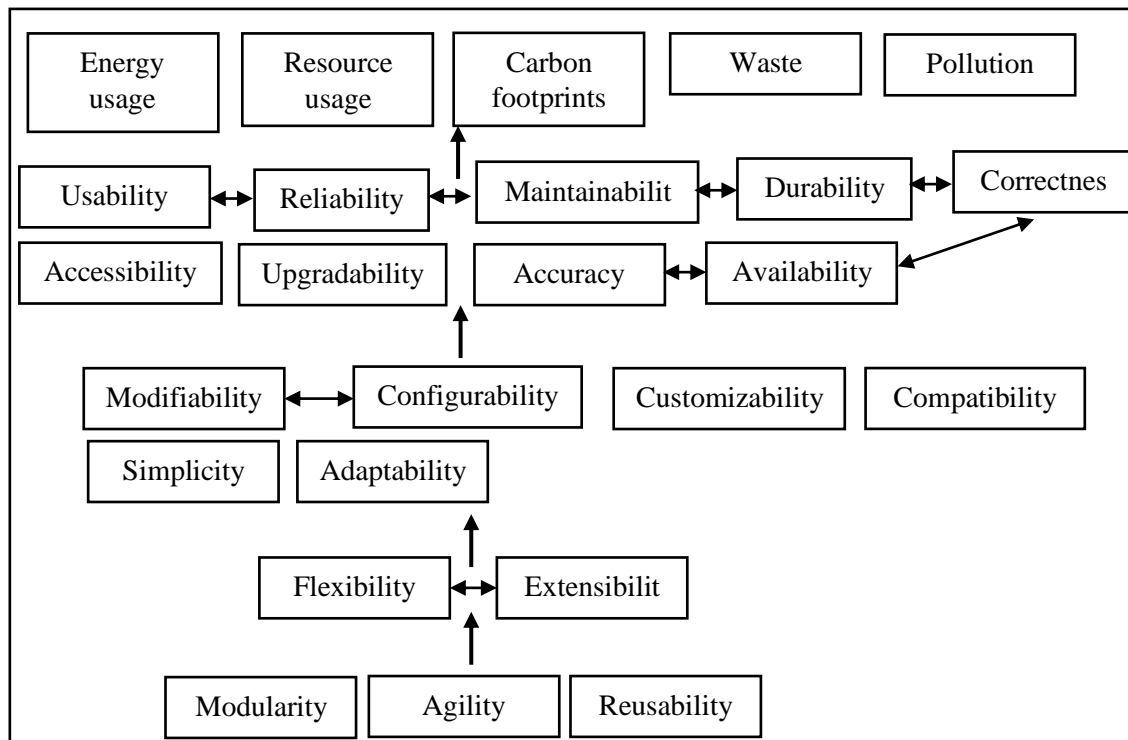 Energy
usage
Resource
usage
Carbon
footprints
Waste
Pollution
Usability
Reliability
Maintainabilit
Durability
Correctnes
Accessibility
Upgradability
Accuracy
Availability
Modifiability
Configurability
Customizability
Compatibility
Simplicity
Adaptability
Flexibility
Extensibilit
Modularity
Agility
Reusability